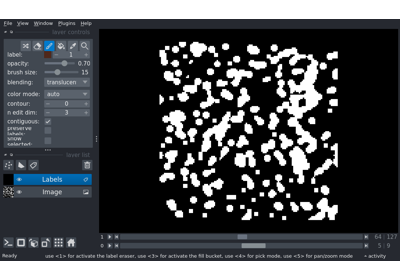 File View Window Plugins Help
layer controls
label: 1
opacity: 0.70
brush size: 15
blending: translucen
color mode: auto
contour: 0
n edit dim: 3
contiguous:
preserve labels:
show selected:
layer list
Labels
Image
1 64 127
0 5 9
Ready use <1> for activate the label eraser, use <3> for activate the fill bucket, use <4> for pick mode, use <5> for pan/zoom mode activity